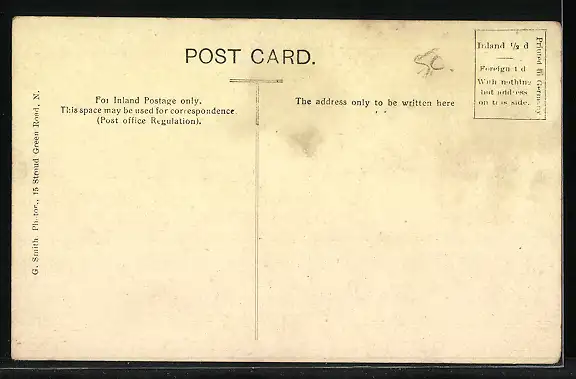 POST CARD.
For Inland Postage only.
This space may be used for correspondence
(Post office Regulation).
The address only to be written here
Inland ½ d
Foreign 1 d
With nothing
but address
on this side.
Printed in Germany
G. Smith, Photor., 15 Stroud Green Road, N.